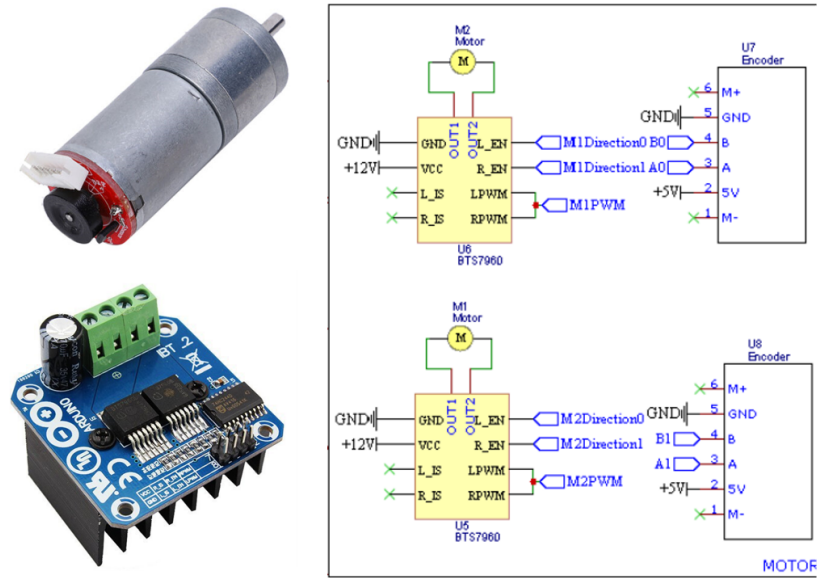 M2
Motor
M
OUT1
OUT2
GND
GND
L_EN
M1Direction0
+12V
VCC
R_EN
M1Direction1
L_IS
LPWM
M1PWM
R_IS
RPWM
U6
BTS7960
U7
Encoder
6 M+
GND 5 GND
B0 4 B
A0 3 A
+5V 2 5V
1 M-
M1
Motor
M
OUT1
OUT2
GND
GND
L_EN
M2Direction0
+12V
VCC
R_EN
M2Direction1
L_IS
LPWM
M2PWM
R_IS
RPWM
U5
BTS7960
U8
Encoder
6 M+
GND 5 GND
B1 4 B
A1 3 A
+5V 2 5V
1 M-
MOTOR
BT 2
ARDUINO